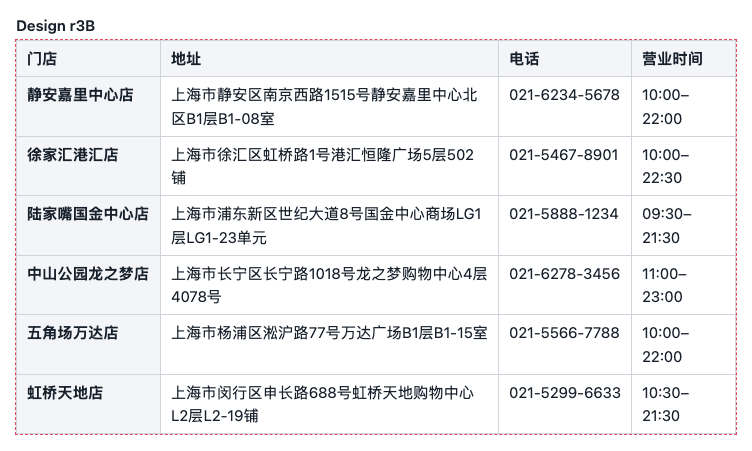 Design r3B
门店 地址 电话 营业时间
静安嘉里中心店 上海市静安区南京西路1515号静安嘉里中心北 021-6234-5678 10:00–
区B1层B1-08室 22:00
徐家汇港汇店 上海市徐汇区虹桥路1号港汇恒隆广场5层502 021-5467-8901 10:00–
铺 22:30
陆家嘴国金中心店 上海市浦东新区世纪大道8号国金中心商场LG1 021-5888-1234 09:30–
层LG1-23单元 21:30
中山公园龙之梦店 上海市长宁区长宁路1018号龙之梦购物中心4层 021-6278-3456 11:00–
4078号 23:00
五角场万达店 上海市杨浦区淞沪路77号万达广场B1层B1-15室 021-5566-7788 10:00–
22:00
虹桥天地店 上海市闵行区申长路688号虹桥天地购物中心 021-5299-6633 10:30–
L2层L2-19铺 21:30